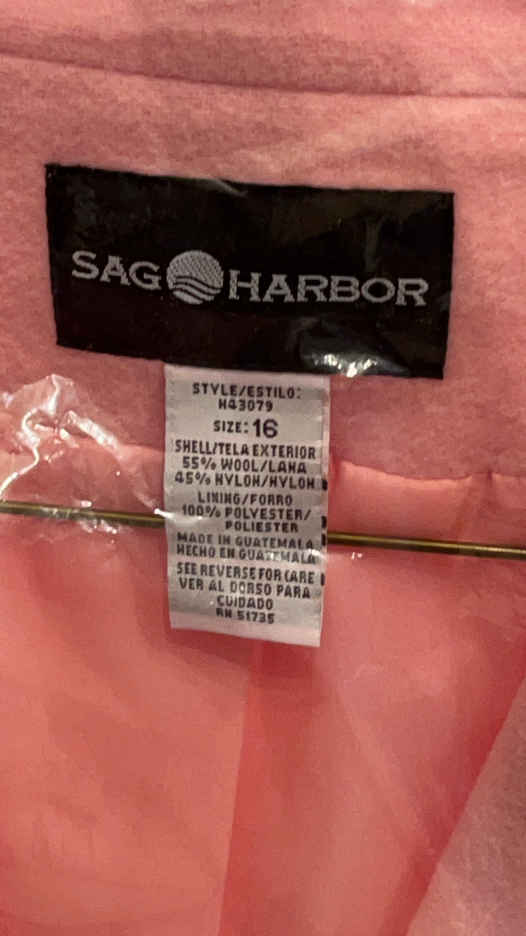 SAG HARBOR
STYLE/ESTILO:
H43079
SIZE: 16
SHELL/TELA EXTERIOR
55% WOOL/LANA
45% NYLON/NYLON
LINING/FORRO
100% POLYESTER/
POLIESTER
MADE IN GUATEMALA
HECHO EN GUATEMALA
SEE REVERSE FOR CARE
VER AL DORSO PARA
CUIDADO
RN 51735